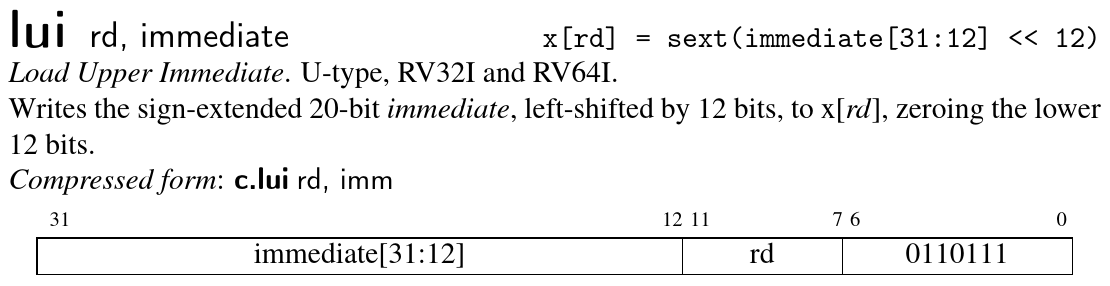 lui rd, immediate x[rd] = sext(immediate[31:12] << 12)
Load Upper Immediate. U-type, RV32I and RV64I.
Writes the sign-extended 20-bit immediate, left-shifted by 12 bits, to x[rd], zeroing the lower
12 bits.
Compressed form: c.lui rd, imm
31 12 11 7 6 0
immediate[31:12] rd 0110111